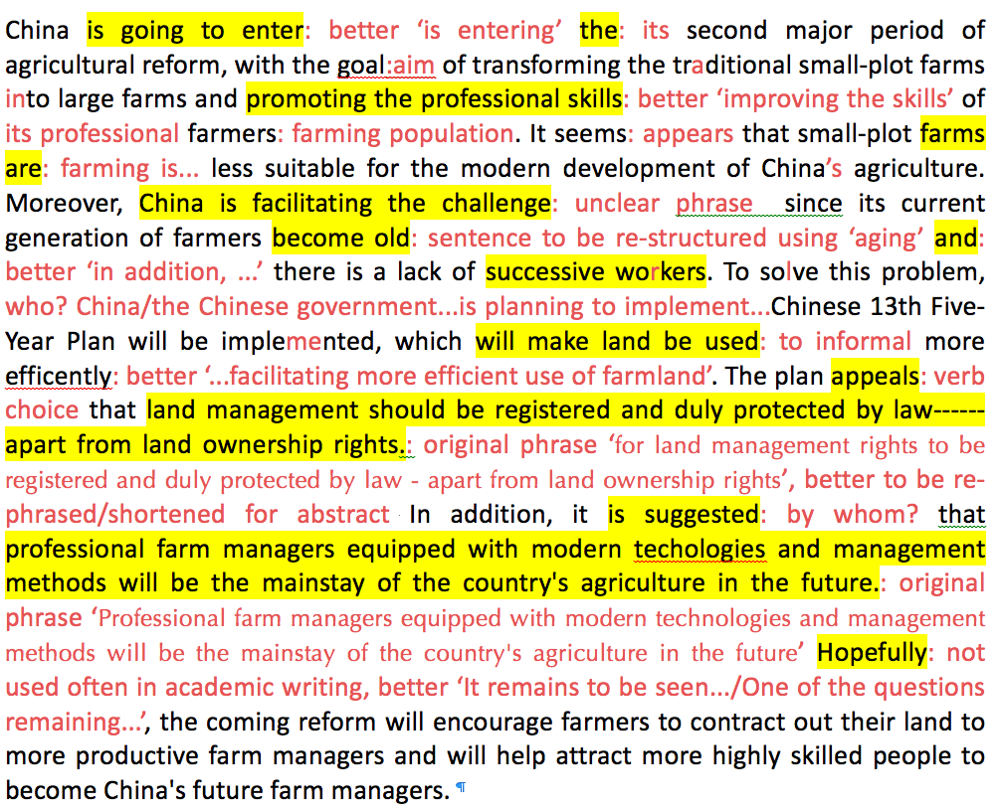 China is going to enter: better ‘is entering’ the: its second major period of
agricultural reform, with the goal:aim of transforming the traditional small-plot farms
into large farms and promoting the professional skills: better ‘improving the skills’ of
its professional farmers: farming population. It seems: appears that small-plot farms
are: farming is... less suitable for the modern development of China’s agriculture.
Moreover, China is facilitating the challenge: unclear phrase since its current
generation of farmers become old: sentence to be re-structured using ‘aging’ and:
better ‘in addition, ...’ there is a lack of successive workers. To solve this problem,
who? China/the Chinese government...is planning to implement...Chinese 13th Five-
Year Plan will be implemented, which will make land be used: to informal more
efficently: better ‘...facilitating more efficient use of farmland’. The plan appeals: verb
choice that land management should be registered and duly protected by law------
apart from land ownership rights.: original phrase ‘for land management rights to be
registered and duly protected by law - apart from land ownership rights’, better to be re-
phrased/shortened for abstract In addition, it is suggested: by whom? that
professional farm managers equipped with modern techologies and management
methods will be the mainstay of the country's agriculture in the future.: original
phrase ‘Professional farm managers equipped with modern technologies and management
methods will be the mainstay of the country's agriculture in the future’ Hopefully: not
used often in academic writing, better ‘It remains to be seen.../One of the questions
remaining...’, the coming reform will encourage farmers to contract out their land to
more productive farm managers and will help attract more highly skilled people to
become China's future farm managers. ¶